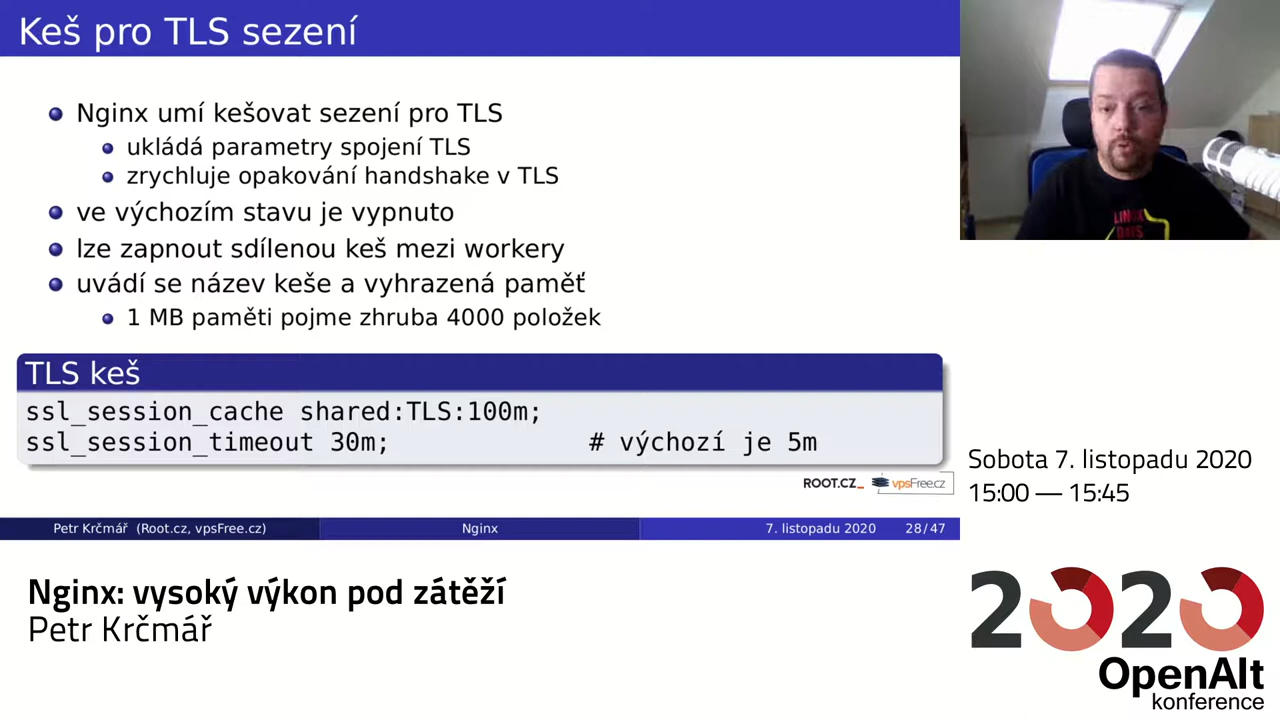 Keš pro TLS sezení
Nginx umí kešovat sezení pro TLS
ukládá parametry spojení TLS
zrychluje opakování handshake v TLS
ve výchozím stavu je vypnuto
lze zapnout sdílenou keš mezi workery
uvádí se název keše a vyhrazená paměť
1 MB paměti pojme zhruba 4000 položek
TLS keš
ssl_session_cache shared:TLS:100m;
ssl_session_timeout 30m; # výchozí je 5m
ROOT.CZ_ vpsFree.cz
Petr Krčmář (Root.cz, vpsFree.cz) Nginx 7. listopadu 2020 28/47
LINUX
DAYS
Sobota 7. listopadu 2020
15:00 — 15:45
Nginx: vysoký výkon pod zátěží
Petr Krčmář
2020
OpenAlt
konference